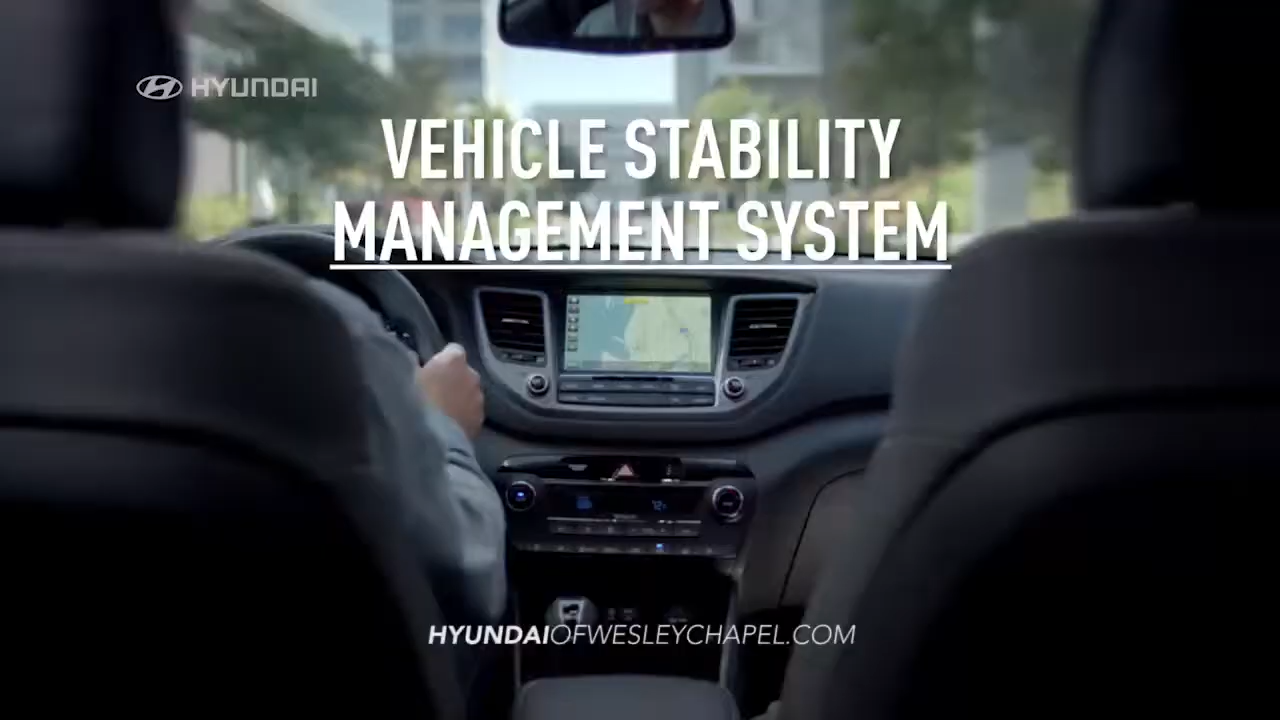 HYUNDAI
VEHICLE STABILITY
MANAGEMENT SYSTEM
HYUNDAIOFWESLEYCHAPEL.COM